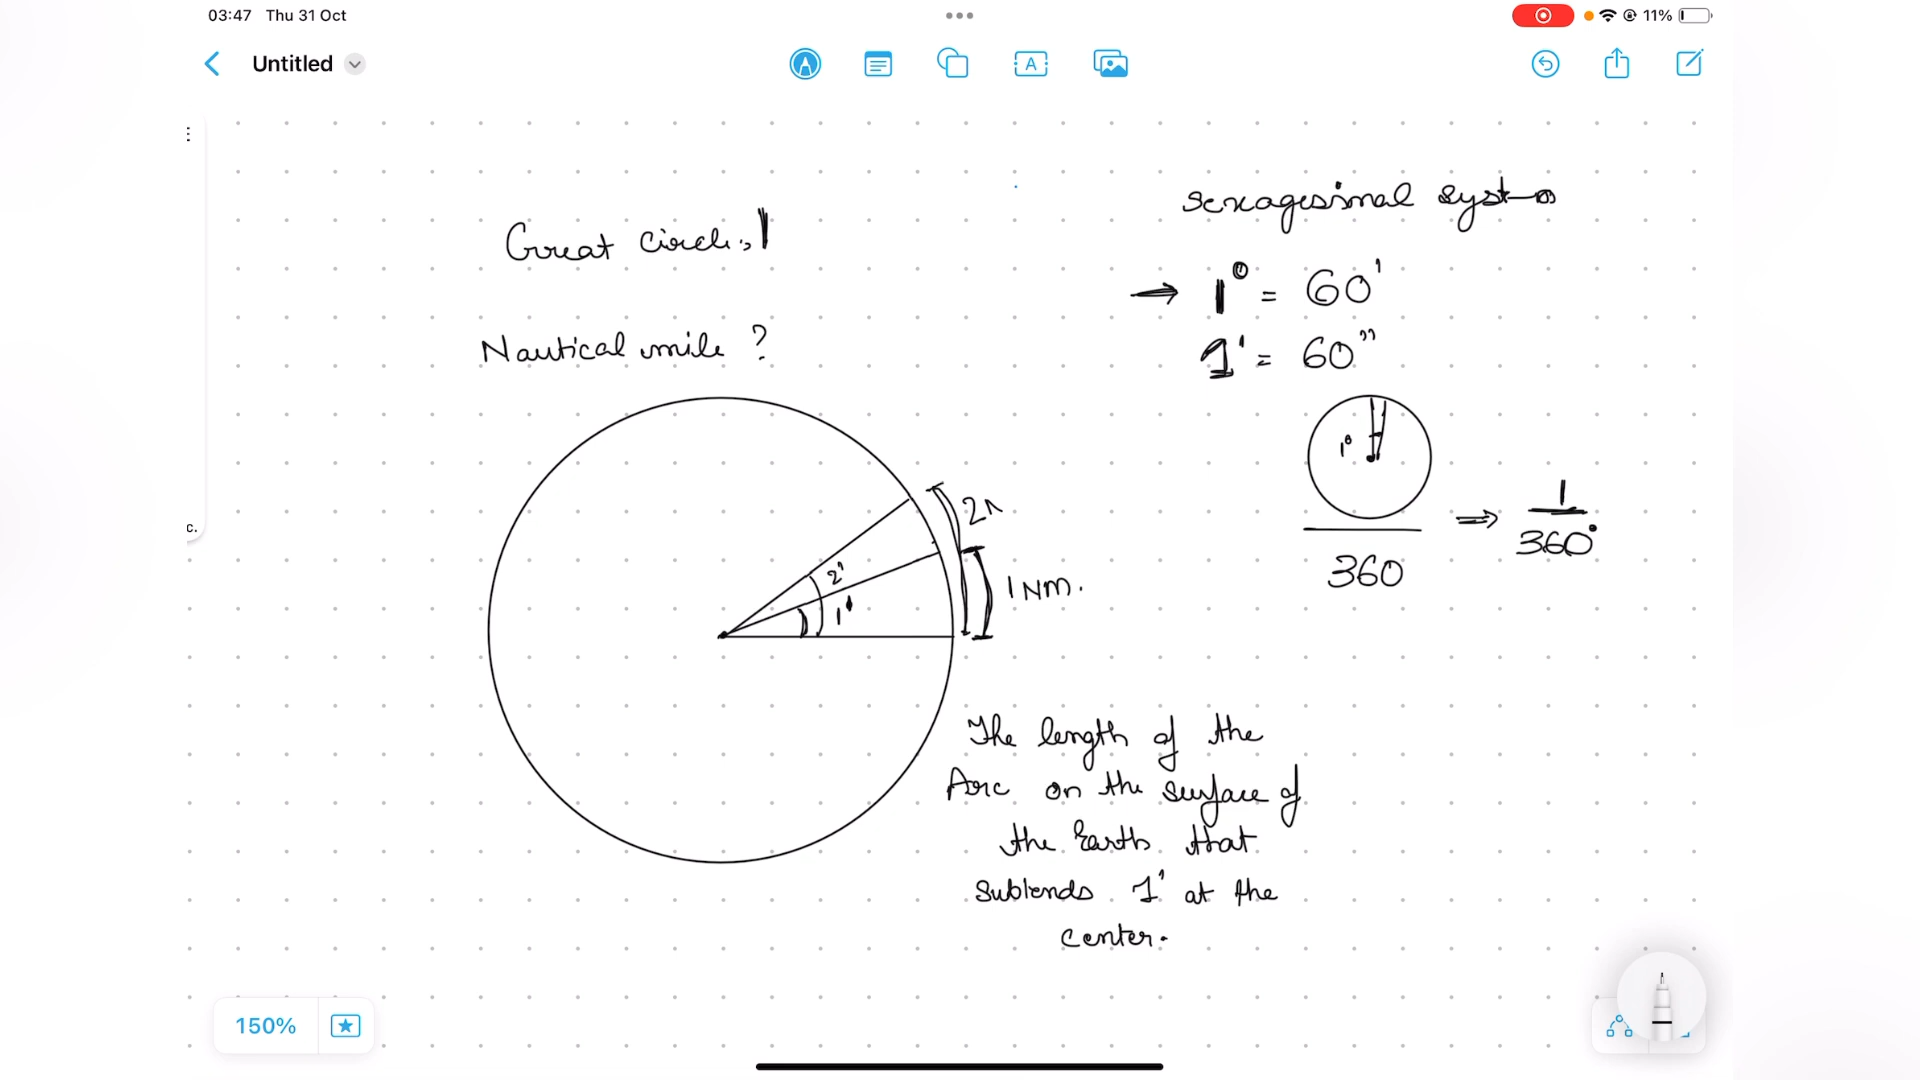 03:47 Thu 31 Oct
11%
Untitled
A
c.
Great circle.
Nautical mile ?
2'
1'
2N
1 NM.
Sexagesimal
→ 1° = 60'
1' = 60"
1°
360
⇒ 1
360°
The length of the
Arc on the surface of
the Earth that
Subtends 1' at the
center.
150%